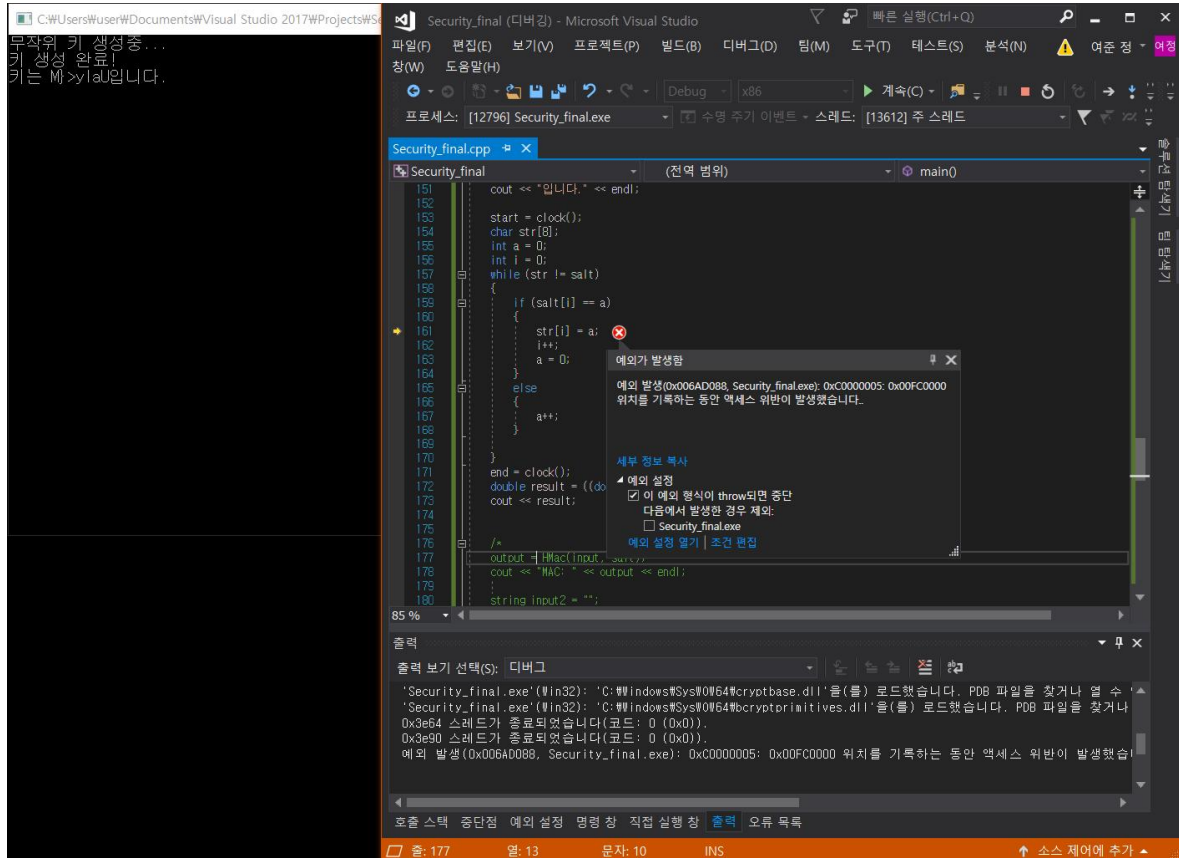 C:₩Users₩user₩Documents₩Visual Studio 2017₩Projects₩Se
무작위 키 생성중...
키 생성 완료!
Security_final (디버깅) - Microsoft Visual Studio
빠른 실행(Ctrl+Q)
파일(F) 편집(E) 보기(V) 프로젝트(P) 빌드(B) 디버그(D) 팀(M) 도구(T) 테스트(S) 분석(N) 여준 정 여정
창(W) 도움말(H)
Debug x86 계속(C)
프로세스: [12796] Security_final.exe 수명 주기 이벤트 스레드: [13612] 주 스레드
Security_final.cpp
Security_final (전역 범위) main()
151 cout << "입니다." << endl;
152
153 start = clock();
154 char str[8];
155 int a = 0;
156 int i = 0;
157 while (str != salt)
158 {
159 if (salt[i] == a)
160 {
161 str[i] = a;
162 i++;
163 a = 0;
164 }
165 else
166 {
167 a++;
168 }
169
170 }
171 end = clock();
172 double result = ((do
173 cout << result;
174
175
176 /*
177 output = HMac(input,
178 cout << "MAC: " << output << endl;
179
180 string input2 = "";
예외가 발생함
예외 발생(0x006AD088, Security_final.exe): 0xC0000005: 0x00FC0000
위치를 기록하는 동안 액세스 위반이 발생했습니다..
세부 정보 복사
예외 설정
이 예외 형식이 throw되면 중단
다음에서 발생한 경우 제외:
Security_final.exe
예외 설정 열기 | 조건 편집
솔루션 탐색기
팀 탐색기
85 %
출력
출력 보기 선택(S): 디버그
'Security_final.exe'(Win32): 'C:₩Windows₩SysWOW64₩cryptbase.dll'을(를) 로드했습니다. PDB 파일을 찾거나 열 수
'Security_final.exe'(Win32): 'C:₩Windows₩SysWOW64₩bcryptprimitives.dll'을(를) 로드했습니다. PDB 파일을 찾거나
0x3e64 스레드가 종료되었습니다(코드: 0 (0x0)).
0x3e90 스레드가 종료되었습니다(코드: 0 (0x0)).
예외 발생(0x006AD088, Security_final.exe): 0xC0000005: 0x00FC0000 위치를 기록하는 동안 액세스 위반이 발생했습
호출 스택 중단점 예외 설정 명령 창 직접 실행 창 출력 오류 목록
줄: 177 열: 13 문자: 10 INS 소스 제어에 추가